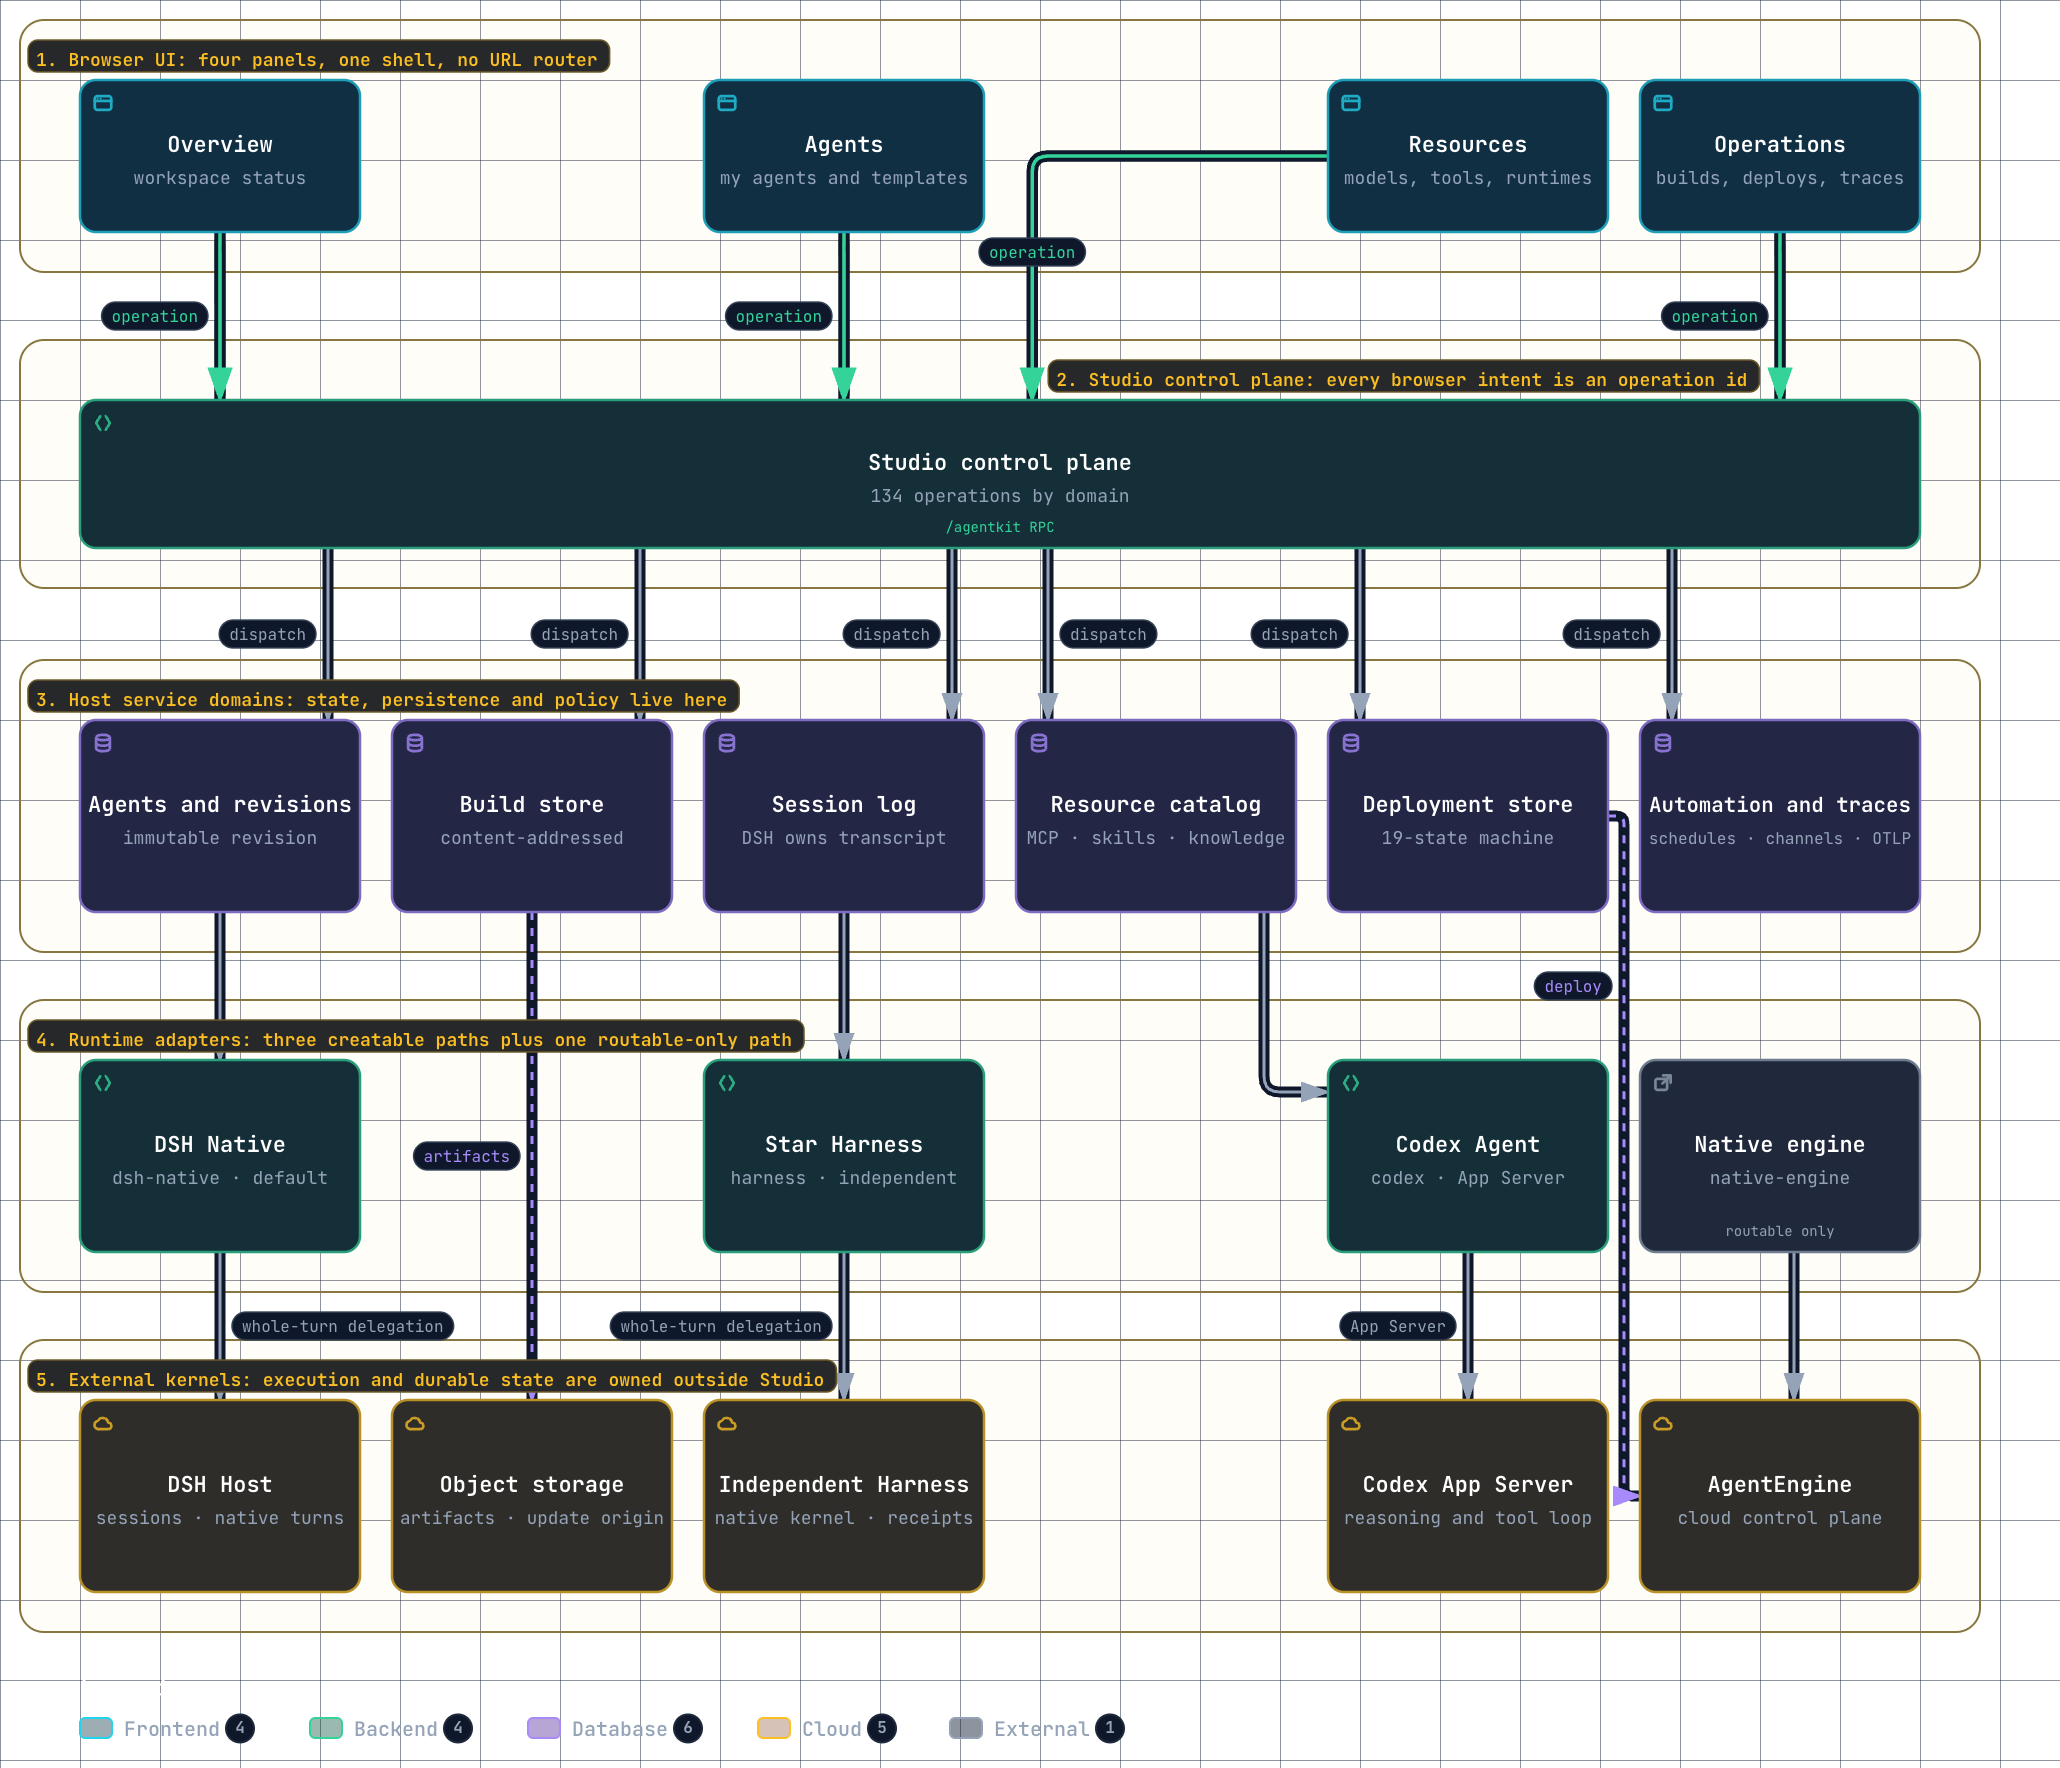 1. Browser UI: four panels, one shell, no URL router
Overview
workspace status
Agents
my agents and templates
Resources
models, tools, runtimes
Operations
builds, deploys, traces
operation
operation
operation
operation
2. Studio control plane: every browser intent is an operation id
Studio control plane
134 operations by domain
/agentkit RPC
dispatch
dispatch
dispatch
dispatch
dispatch
dispatch
3. Host service domains: state, persistence and policy live here
Agents and revisions
immutable revision
Build store
content-addressed
Session log
DSH owns transcript
Resource catalog
MCP · skills · knowledge
Deployment store
19-state machine
Automation and traces
schedules · channels · OTLP
deploy
4. Runtime adapters: three creatable paths plus one routable-only path
DSH Native
dsh-native · default
artifacts
Star Harness
harness · independent
Codex Agent
codex · App Server
Native engine
native-engine
routable only
whole-turn delegation
whole-turn delegation
App Server
5. External kernels: execution and durable state are owned outside Studio
DSH Host
sessions · native turns
Object storage
artifacts · update origin
Independent Harness
native kernel · receipts
Codex App Server
reasoning and tool loop
AgentEngine
cloud control plane
Frontend 4
Backend 4
Database 6
Cloud 5
External 1